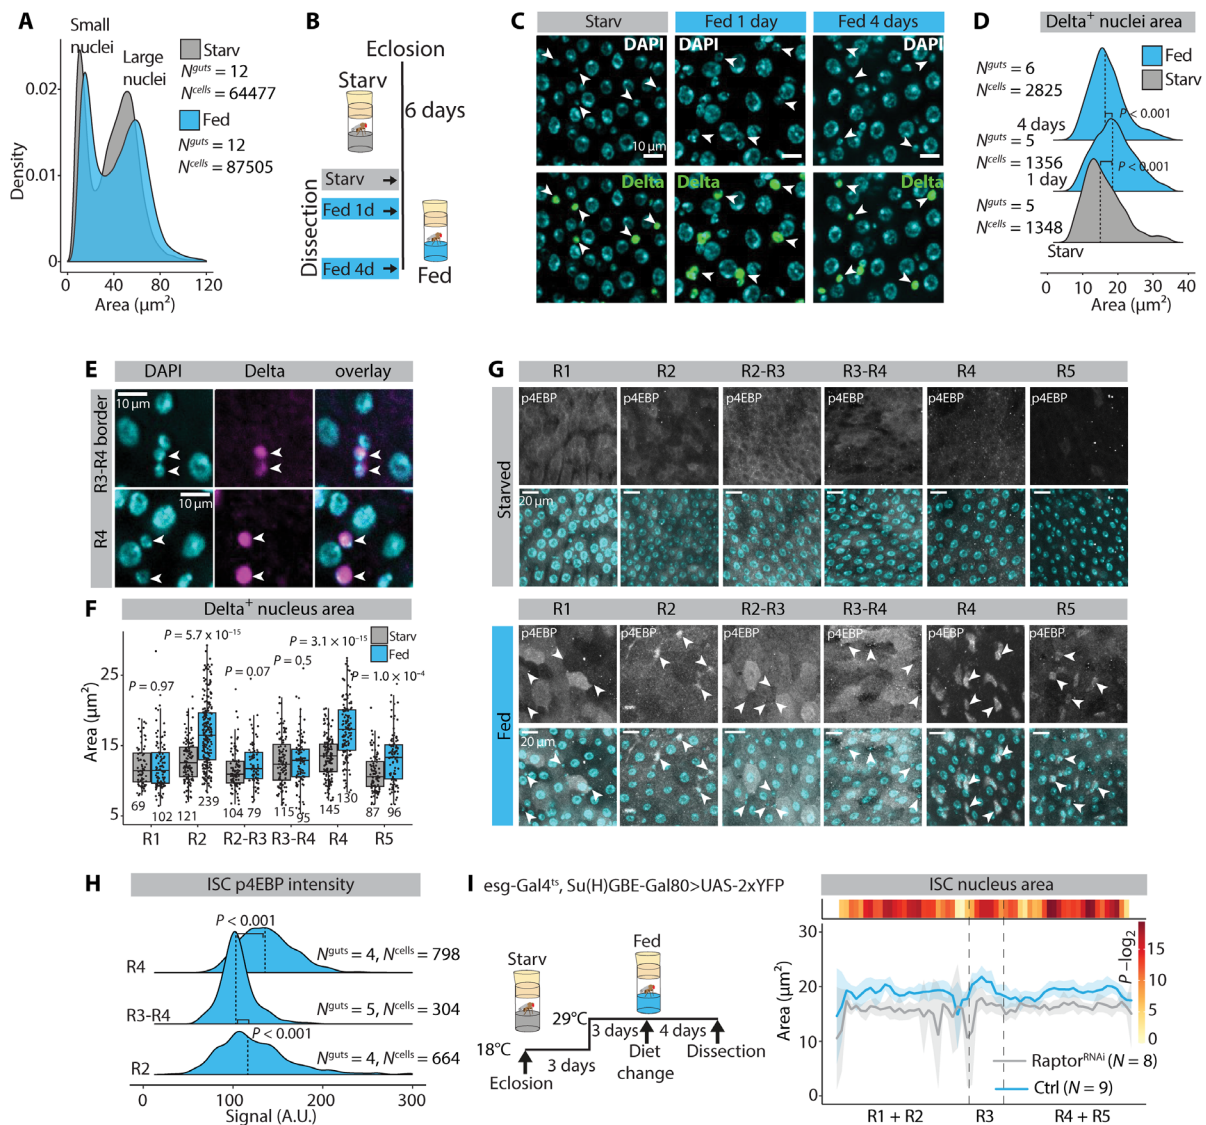 A
Small nuclei
Large nuclei
Starv
Nguts = 12
Ncells = 64477
Fed
Nguts = 12
Ncells = 87505
Density
0.02
0.01
0
0 40 80 120
Area (µm²)
B
Eclosion
Starv
6 days
Dissection
Starv
Fed 1d
Fed 4d
Fed
C
Starv Fed 1 day Fed 4 days
DAPI DAPI DAPI
10 µm
Delta Delta Delta
D
Delta+ nuclei area
Fed
Starv
Nguts = 6
Ncells = 2825
P < 0.001
4 days
Nguts = 5
Ncells = 1356
P < 0.001
1 day
Nguts = 5
Ncells = 1348
Starv
0 10 20 30 40
Area (µm²)
E
DAPI Delta overlay
R3-R4 border
10 µm
R4
10 µm
F
Delta+ nucleus area
P = 5.7 x 10⁻¹⁵
Starv
Fed
P = 3.1 × 10⁻¹⁵
P = 0.5
P = 0.07
P = 1.0 × 10⁻⁴
P = 0.97
Area (µm²)
25
15
5
69 102 121 239 104 79 115 95 145 130 87 96
R1 R2 R2-R3 R3-R4 R4 R5
G
R1 R2 R2-R3 R3-R4 R4 R5
Starved
p4EBP p4EBP p4EBP p4EBP p4EBP p4EBP
20 µm
R1 R2 R2-R3 R3-R4 R4 R5
Fed
p4EBP p4EBP p4EBP p4EBP p4EBP p4EBP
20 µm
H
ISC p4EBP intensity
P < 0.001
R4
Nguts = 4, Ncells = 798
R3-R4
Nguts = 5, Ncells = 304
P < 0.001
R2
Nguts = 4, Ncells = 664
0 100 200 300
Signal (A.U.)
I
esg-Gal4ts, Su(H)GBE-Gal80>UAS-2xYFP
Starv
Fed
29°C
3 days 4 days
18°C
3 days
Eclosion
Diet change
Dissection
ISC nucleus area
30
20
10
0
Area (µm²)
P −log₂
15
10
5
0
RaptorRNAi (N = 8)
Ctrl (N = 9)
R1 + R2 R3 R4 + R5